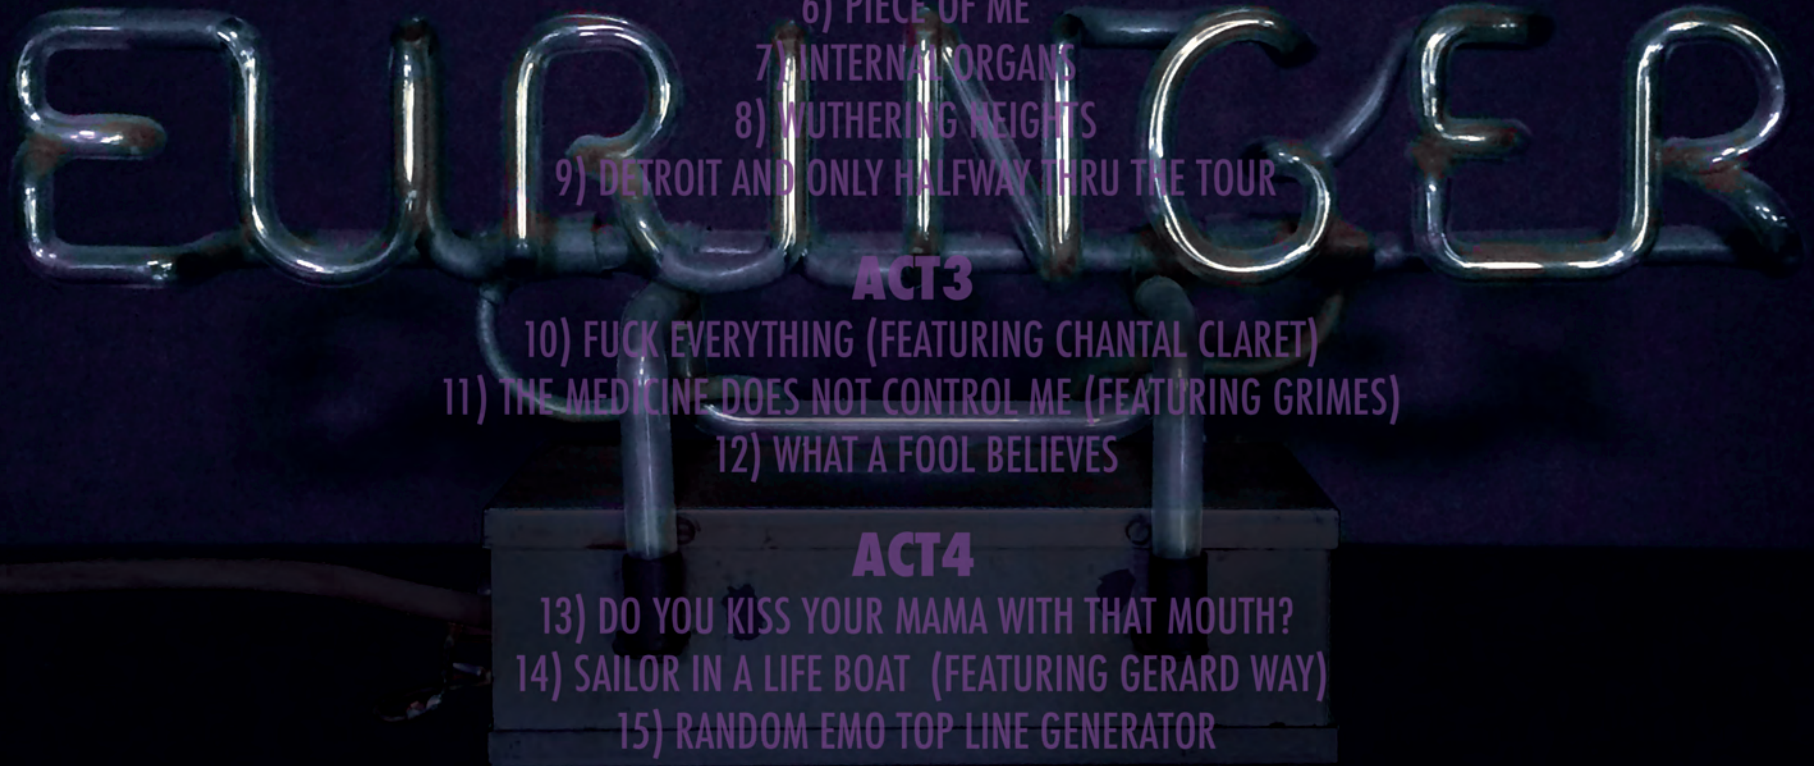 EURINGER
6) PIECE OF ME
7) INTERNAL ORGANS
8) WUTHERING HEIGHTS
9) DETROIT AND ONLY HALFWAY THRU THE TOUR
ACT3
10) FUCK EVERYTHING (FEATURING CHANTAL CLARET)
11) THE MEDICINE DOES NOT CONTROL ME (FEATURING GRIMES)
12) WHAT A FOOL BELIEVES
ACT4
13) DO YOU KISS YOUR MAMA WITH THAT MOUTH?
14) SAILOR IN A LIFE BOAT (FEATURING GERARD WAY)
15) RANDOM EMO TOP LINE GENERATOR